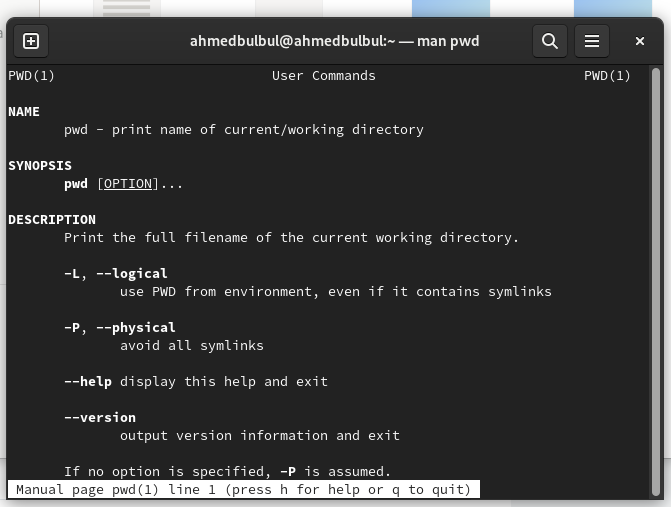 ahmedbulbul@ahmedbulbul:~ — man pwd
PWD(1) User Commands PWD(1)
NAME
pwd - print name of current/working directory
SYNOPSIS
pwd [OPTION]...
DESCRIPTION
Print the full filename of the current working directory.
-L, --logical
use PWD from environment, even if it contains symlinks
-P, --physical
avoid all symlinks
--help display this help and exit
--version
output version information and exit
If no option is specified, -P is assumed.
Manual page pwd(1) line 1 (press h for help or q to quit)